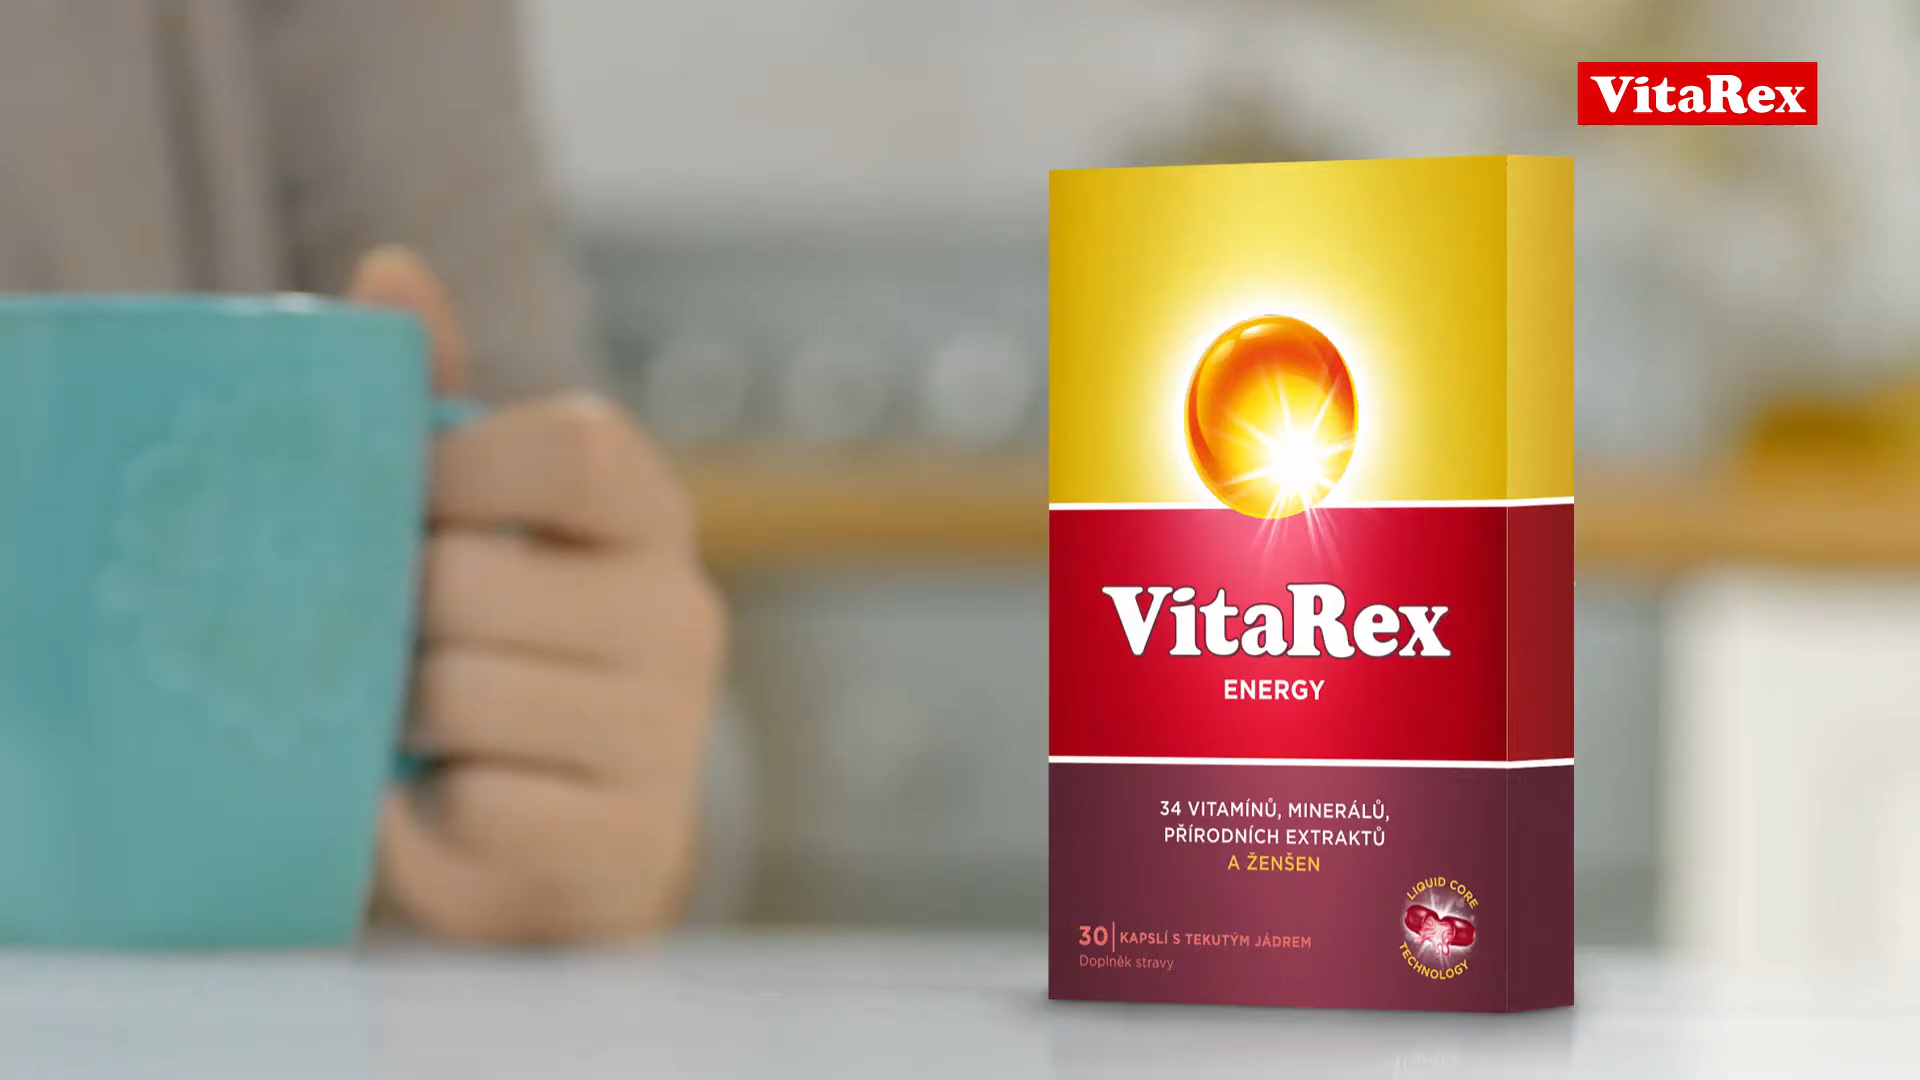 VitaRex
VitaRex
ENERGY
34 VITAMÍNŮ, MINERÁLŮ,
PŘÍRODNÍCH EXTRAKTŮ
A ŽENŠEN
30 KAPSLÍ S TEKUTÝM JÁDREM
Doplněk stravy
LIQUID CORE
TECHNOLOGY